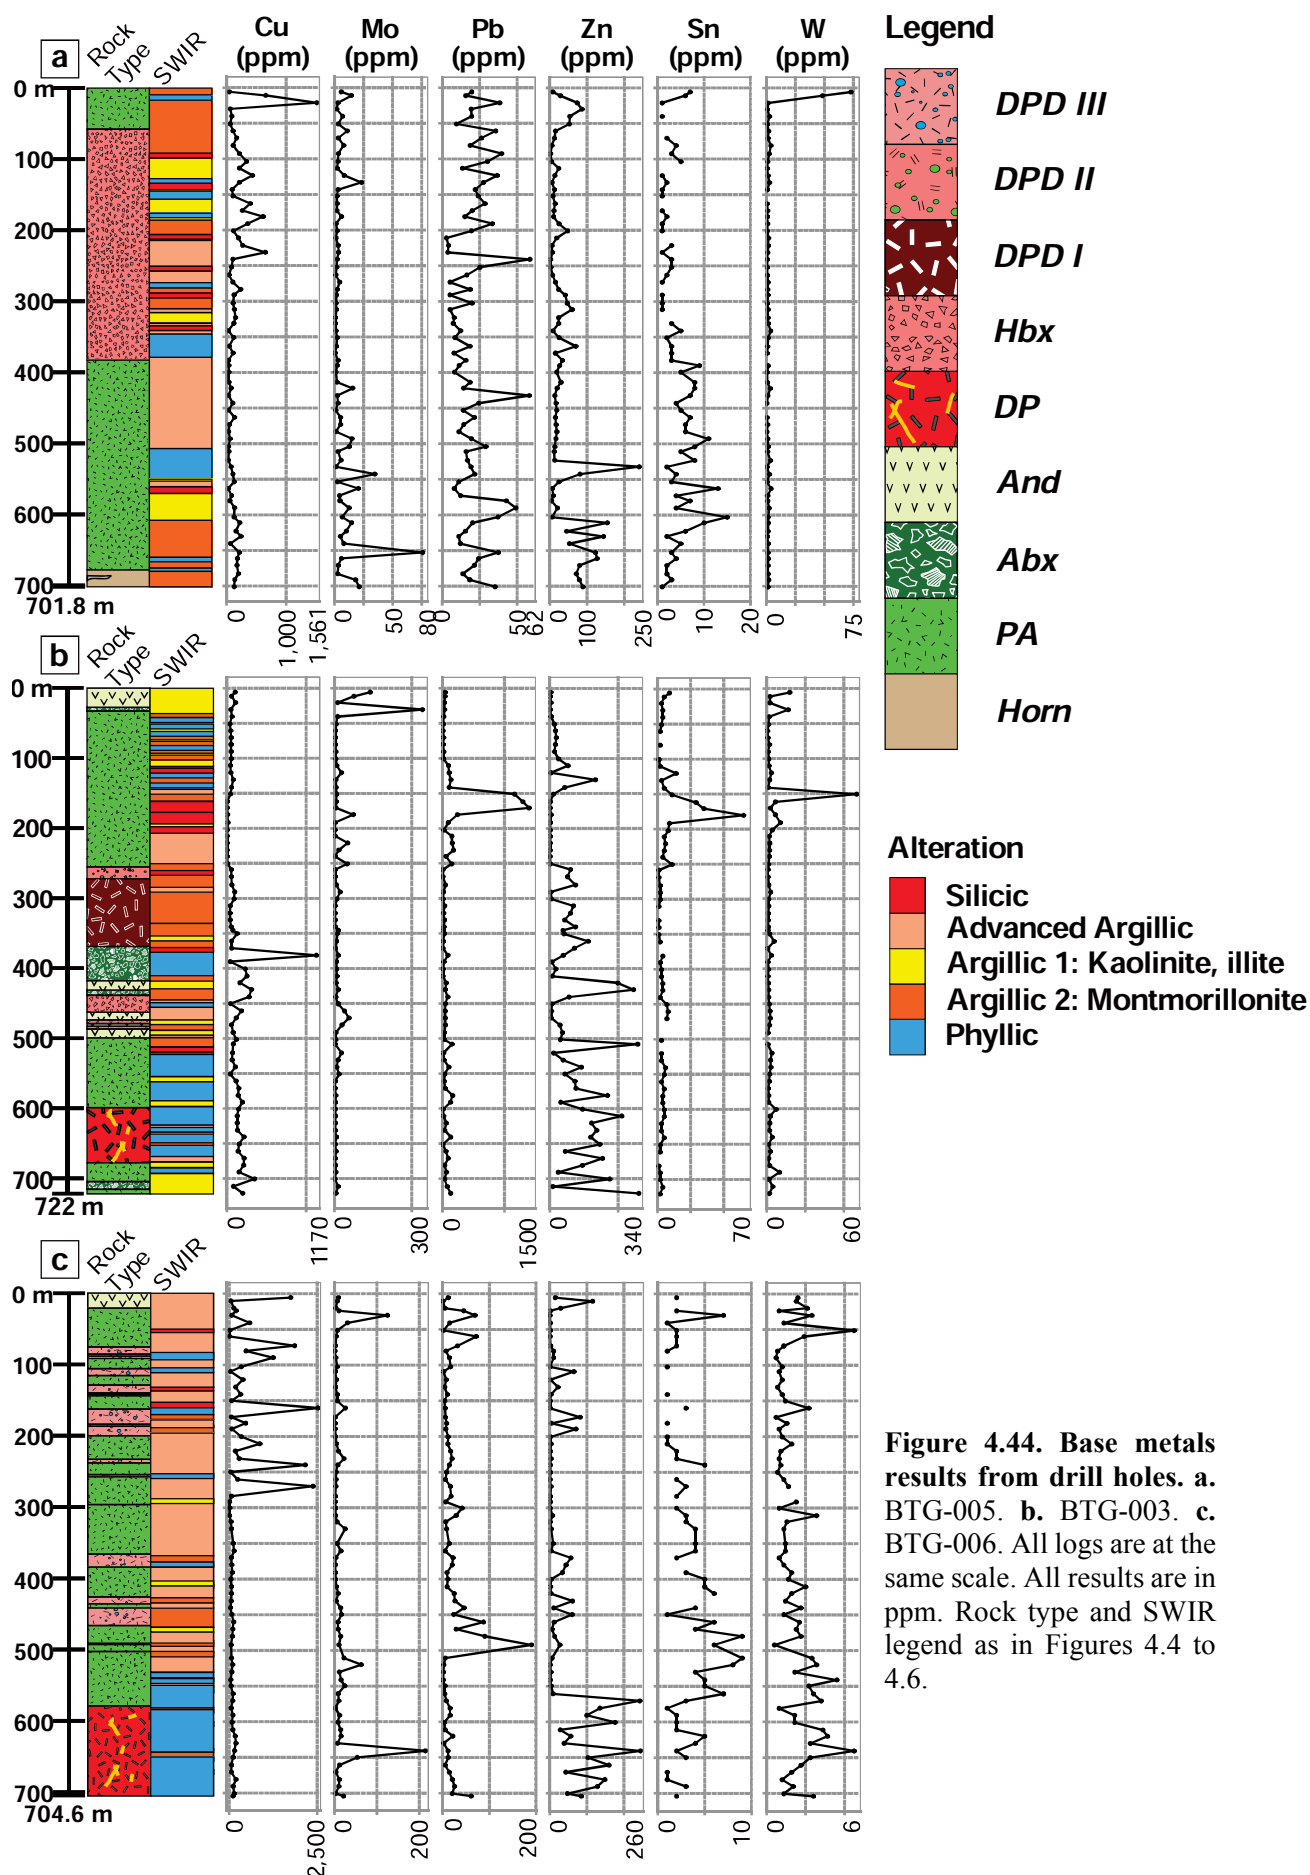 a
Rock Type
SWIR
Cu (ppm)
Mo (ppm)
Pb (ppm)
Zn (ppm)
Sn (ppm)
W (ppm)
0 m
100
200
300
400
500
600
700
701.8 m
0 1,000 1,561
0 50 80
0 50 62
0 100 250
0 10 20
0 75
b
Rock Type
SWIR
0 m
100
200
300
400
500
600
700
722 m
0 1170
0 300
0 1500
0 340
0 70
0 60
c
Rock Type
SWIR
0 m
100
200
300
400
500
600
700
704.6 m
0 2,500
0 200
0 200
0 260
0 10
0 6
Legend
DPD III
DPD II
DPD I
Hbx
DP
And
Abx
PA
Horn
Alteration
Silicic
Advanced Argillic
Argillic 1: Kaolinite, illite
Argillic 2: Montmorillonite
Phyllic
Figure 4.44. Base metals
results from drill holes. a.
BTG-005. b. BTG-003. c.
BTG-006. All logs are at the
same scale. All results are in
ppm. Rock type and SWIR
legend as in Figures 4.4 to
4.6.